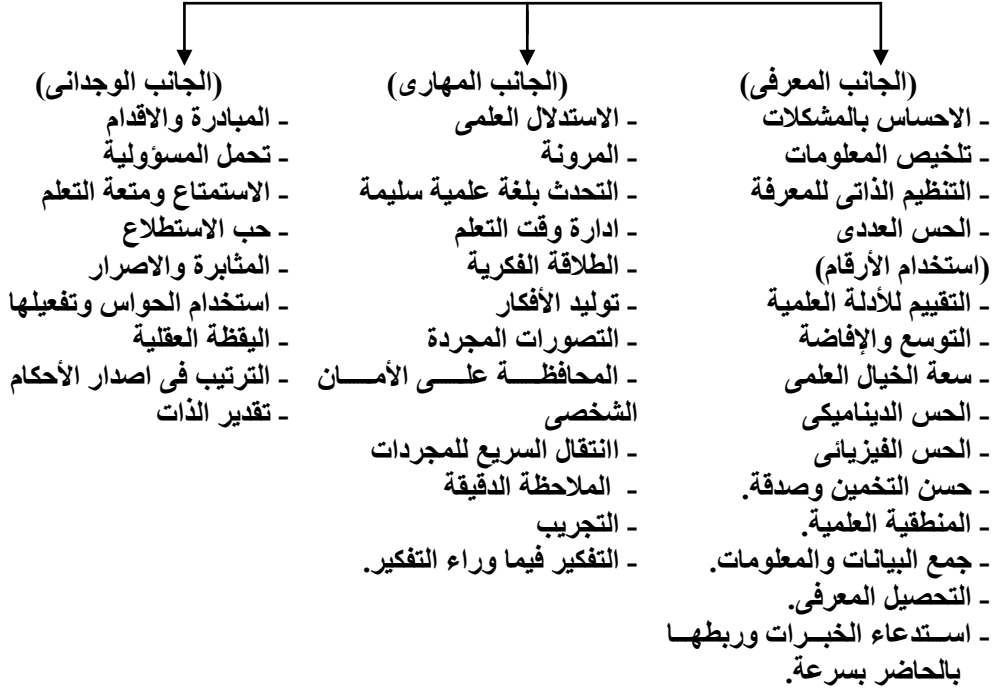 (الجانب المعرفى)
- الاحساس بالمشكلات
- تلخيص المعلومات
- التنظيم الذاتى للمعرفة
- الحس العددى
(استخدام الأرقام)
- التقييم للأدلة العلمية
- التوسع والإفاضة
- سعة الخيال العلمى
- الحس الديناميكى
- الحس الفيزيائى
- حسن التخمين وصدقة.
- المنطقية العلمية.
- جمع البيانات والمعلومات.
- التحصيل المعرفى.
- استدعاء الخبرات وربطها
بالحاضر بسرعة.
(الجانب المهارى)
- الاستدلال العلمى
- المرونة
- التحدث بلغة علمية سليمة
- ادارة وقت التعلم
- الطلاقة الفكرية
- توليد الأفكار
- التصورات المجردة
- المحافظة على الأمان
الشخصى
- اانتقال السريع للمجردات
- الملاحظة الدقيقة
- التجريب
- التفكير فيما وراء التفكير.
(الجانب الوجدانى)
- المبادرة والاقدام
- تحمل المسؤولية
- الاستمتاع ومتعة التعلم
- حب الاستطلاع
- المثابرة والاصرار
- استخدام الحواس وتفعيلها
- اليقظة العقلية
- الترتيب فى اصدار الأحكام
- تقدير الذات